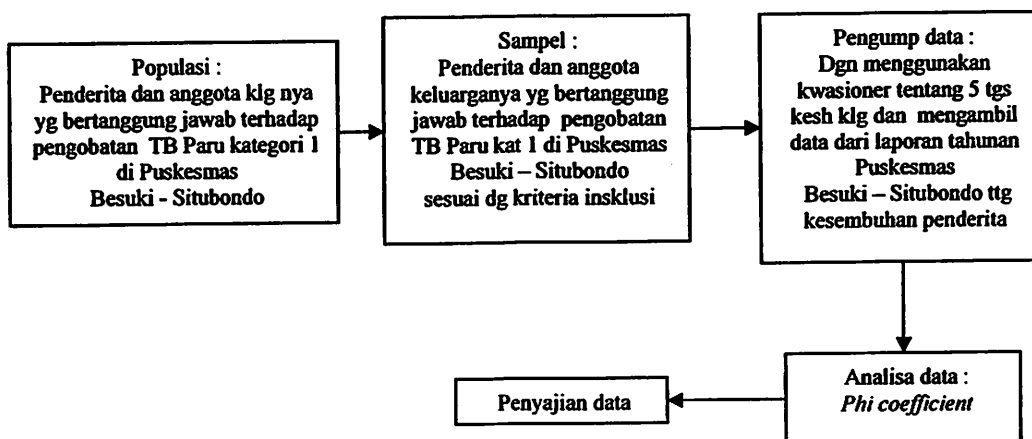 Populasi :
Penderita dan anggota klg nya
yg bertanggung jawab terhadap
pengobatan TB Paru kategori 1
di Puskesmas
Besuki - Situbondo
Sampel :
Penderita dan anggota
keluarganya yg bertanggung
jawab terhadap pengobatan
TB Paru kat 1 di Puskesmas
Besuki – Situbondo
sesuai dg kriteria insklusi
Pengump data :
Dgn menggunakan
kwasioner tentang 5 tgs
kesh klg dan mengambil
data dari laporan tahunan
Puskesmas
Besuki – Situbondo ttg
kesembuhan penderita
Analisa data :
Phi coefficient
Penyajian data